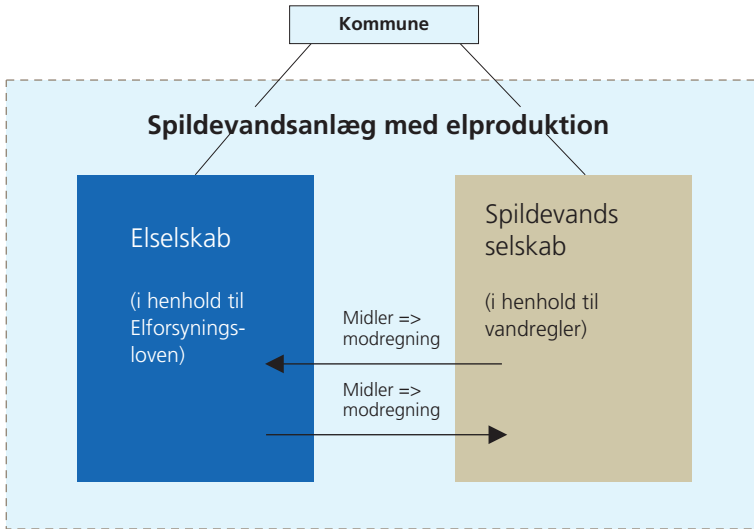 Kommune
Spildevandsanlæg med elproduktion
Elselskab
(i henhold til
Elforsynings-
loven)
Spildevands
selskab
(i henhold til
vandregler)
Midler =>
modregning
Midler =>
modregning